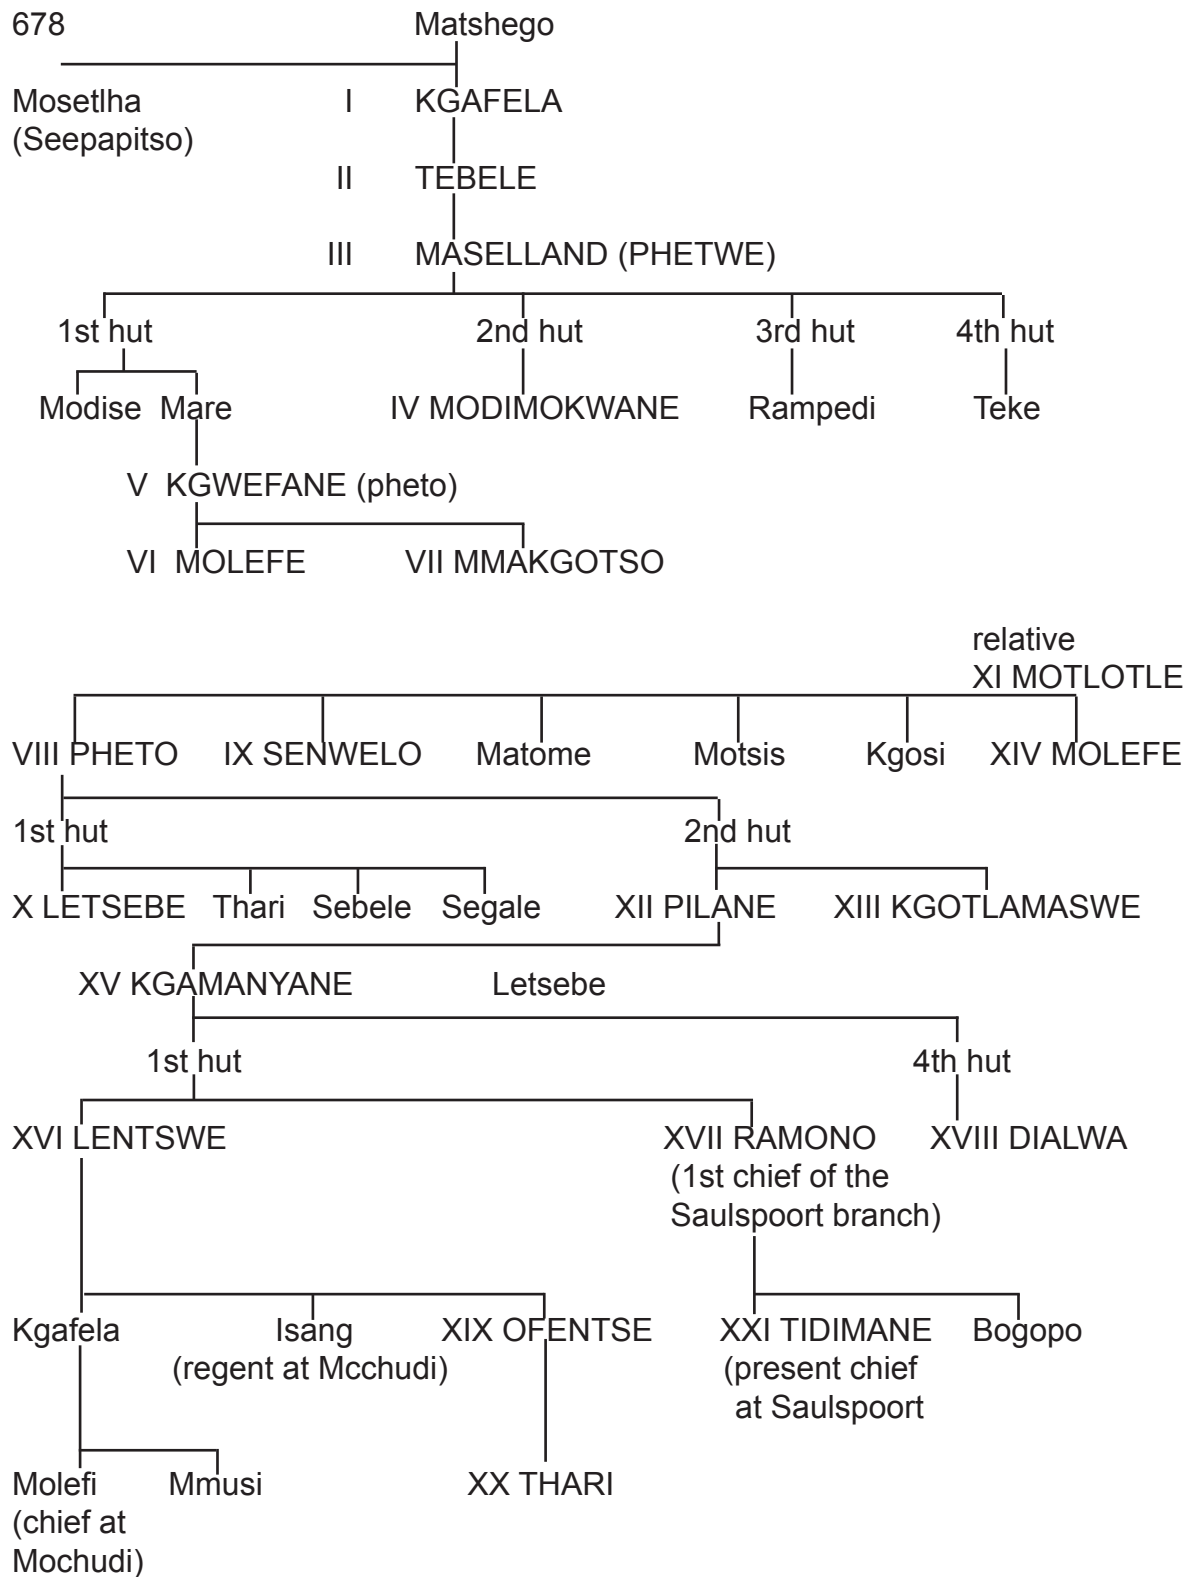 678 Matshego
Mosetlha I KGAFELA
(Seepapitso)
II TEBELE
III MASELLAND (PHETWE)
1st hut 2nd hut 3rd hut 4th hut
Modise Mare IV MODIMOKWANE Rampedi Teke
V KGWEFANE (pheto)
VI MOLEFE VII MMAKGOTSO
relative
XI MOTLOTLE
VIII PHETO IX SENWELO Matome Motsis Kgosi XIV MOLEFE
1st hut 2nd hut
X LETSEBE Thari Sebele Segale XII PILANE XIII KGOTLAMASWE
XV KGAMANYANE Letsebe
1st hut 4th hut
XVI LENTSWE XVII RAMONO XVIII DIALWA
(1st chief of the
Saulspoort branch)
Kgafela Isang XIX OFENTSE XXI TIDIMANE Bogopo
(regent at Mcchudi) (present chief
at Saulspoort
Molefi Mmusi XX THARI
(chief at
Mochudi)